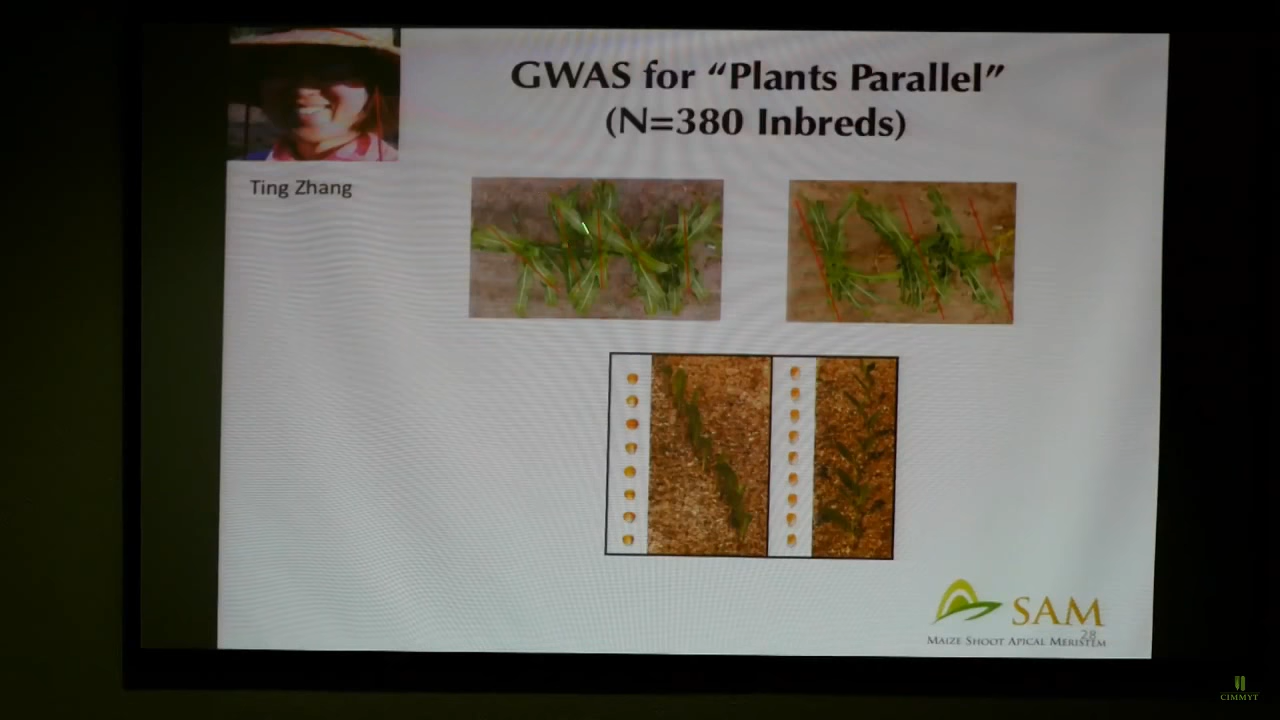 GWAS for “Plants Parallel”
(N=380 Inbreds)
Ting Zhang
SAM
28
MAIZE SHOOT APICAL MERISTEM
CIMMYT